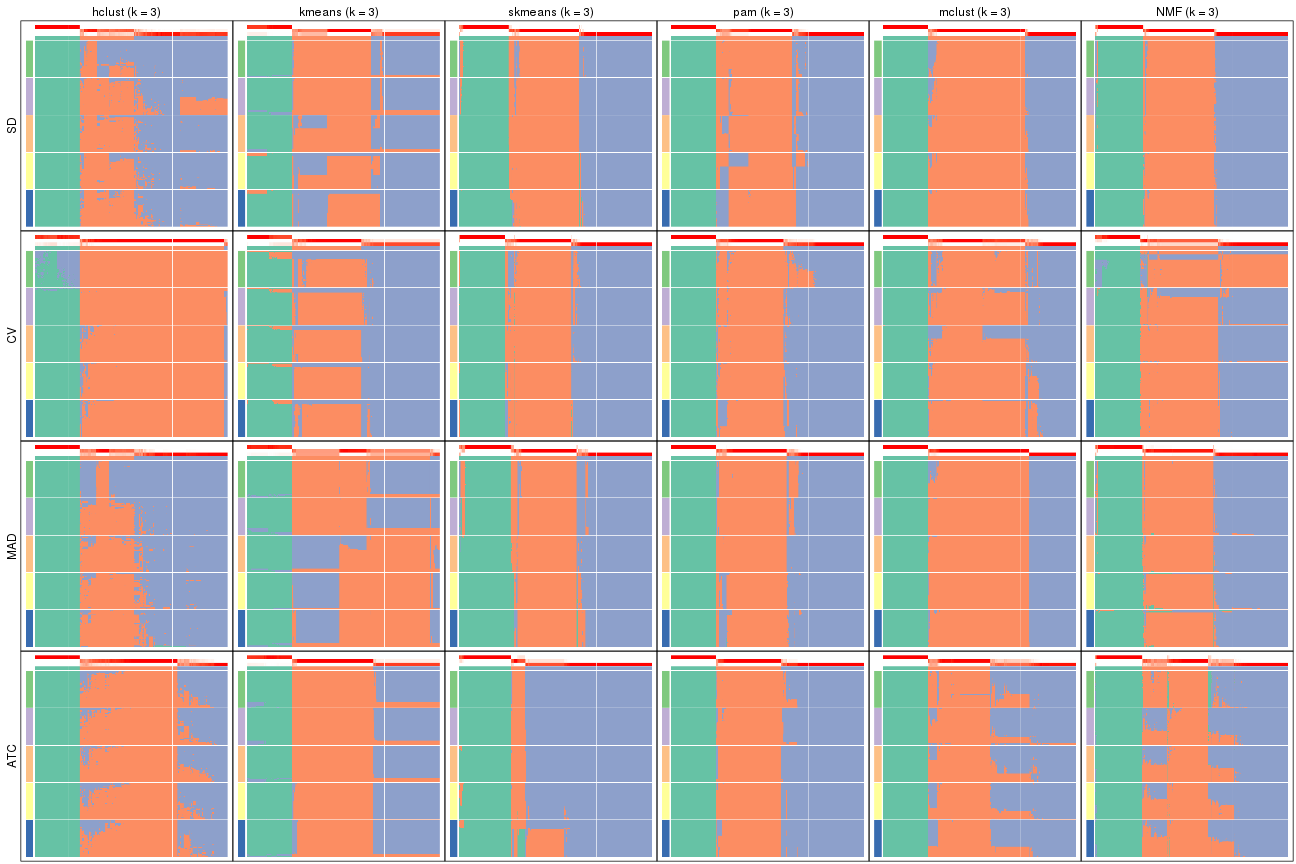 hclust (k = 3) kmeans (k = 3) skmeans (k = 3) pam (k = 3) mclust (k = 3) NMF (k = 3)
SD
CV
MAD
ATC